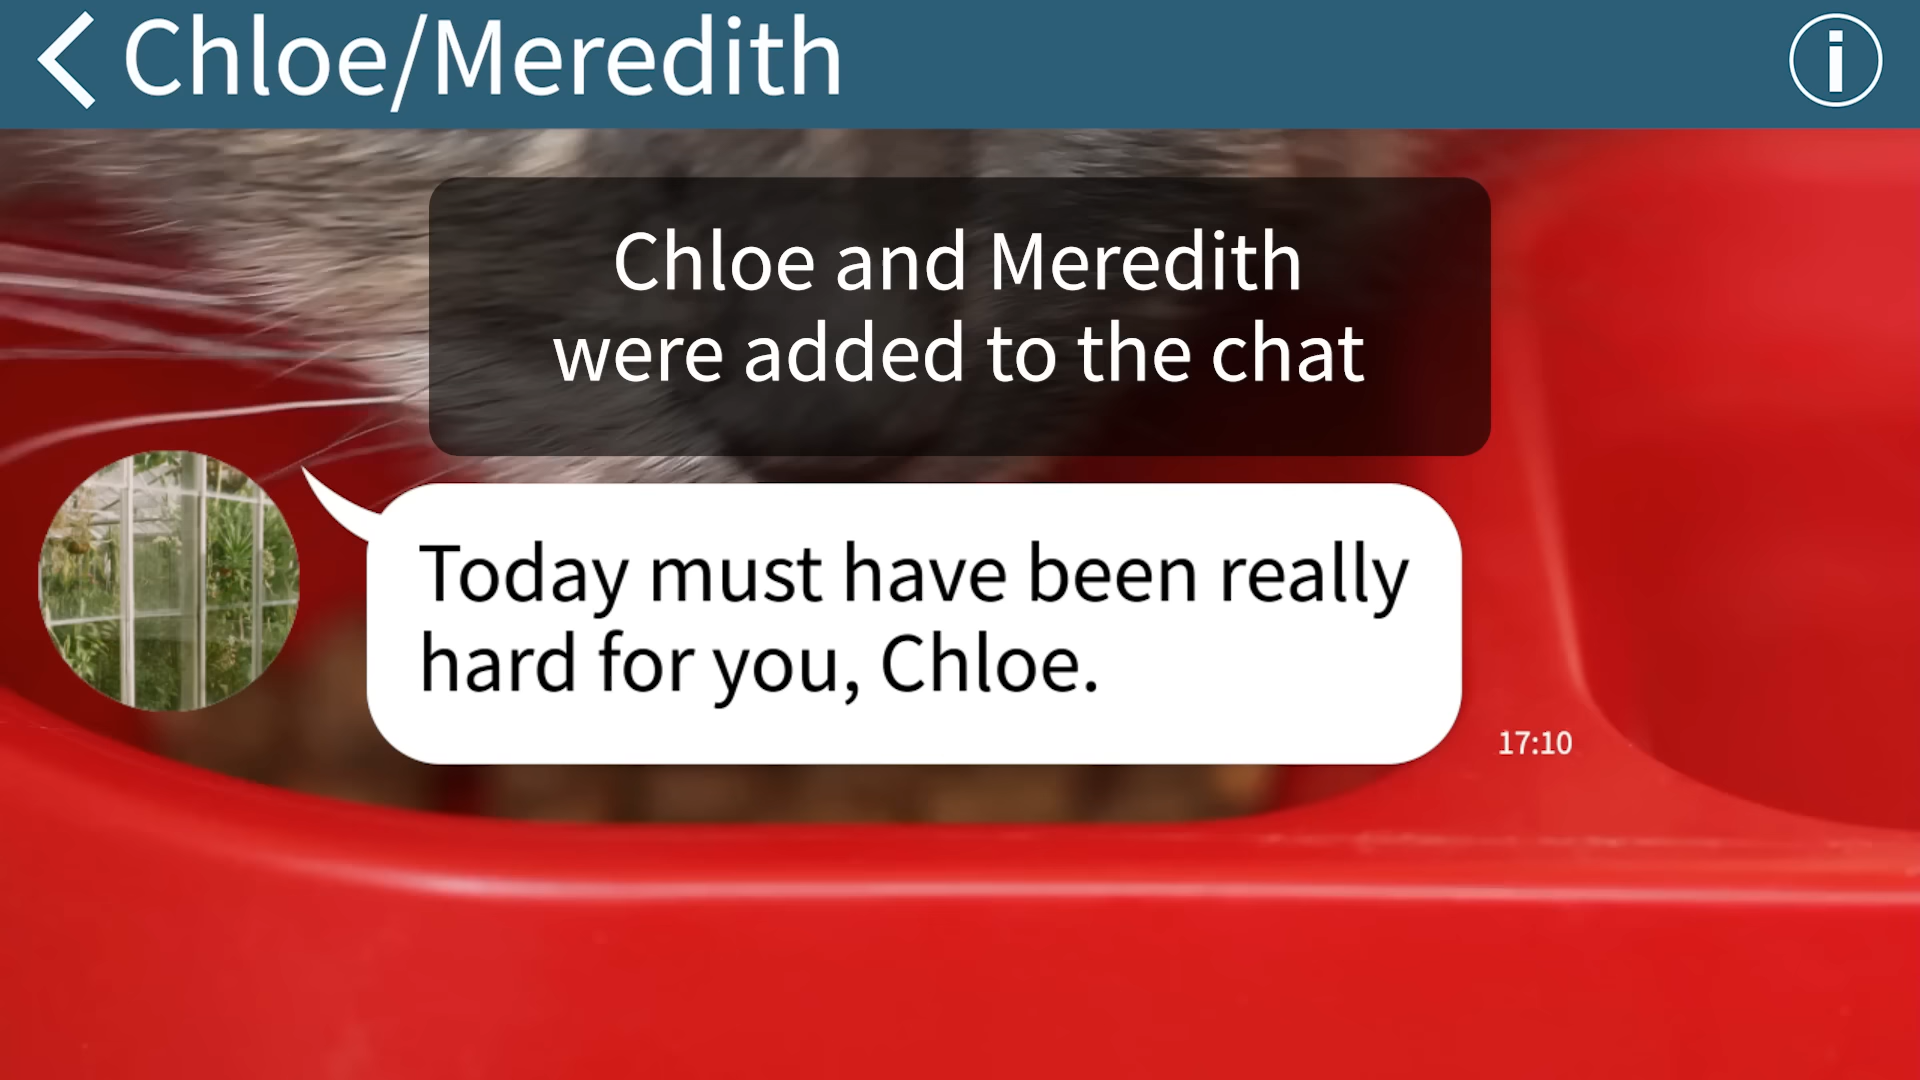 Chloe/Meredith
Chloe and Meredith
were added to the chat
Today must have been really
hard for you, Chloe.
17:10